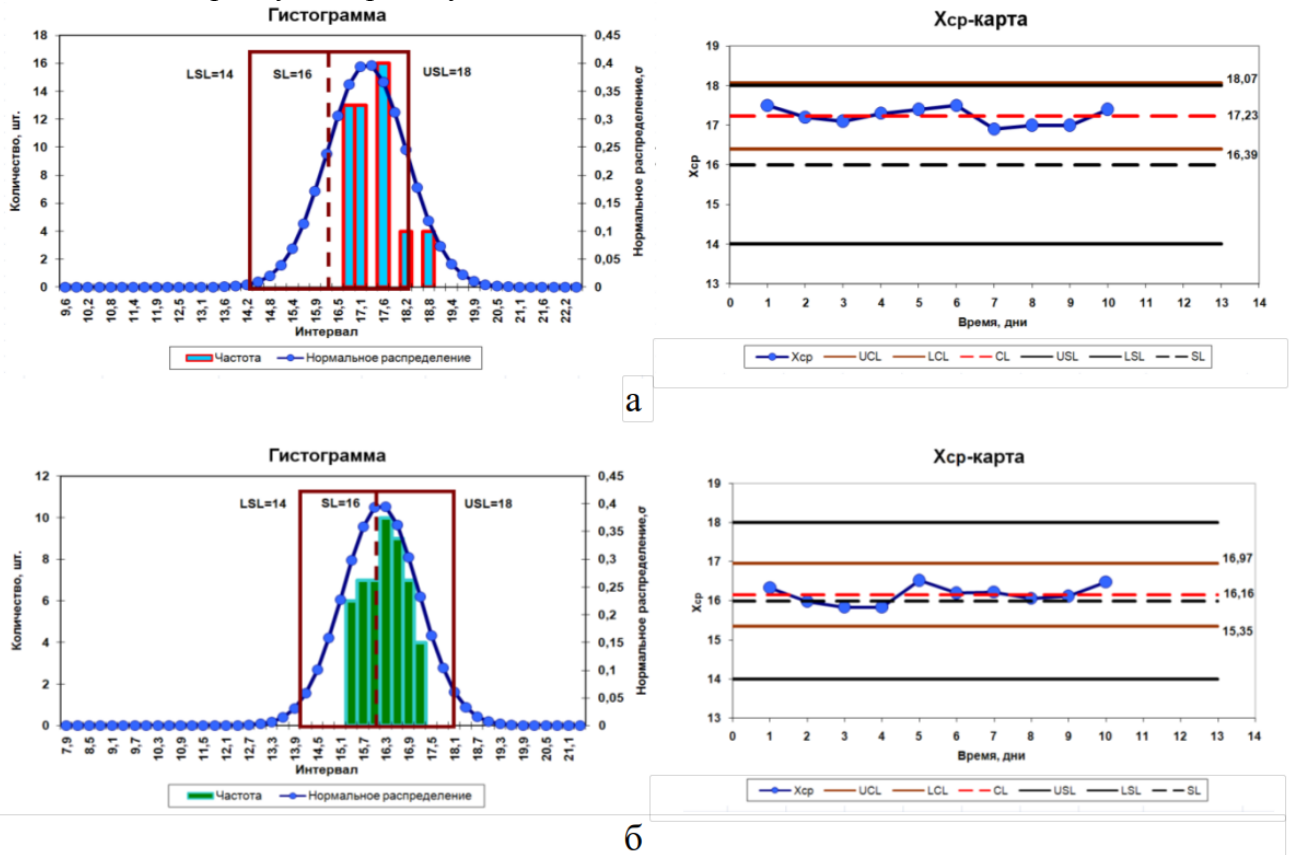 Гистограмма
18
16
14
12
10
8
6
4
2
0
Количество, шт.
LSL=14
SL=16
USL=18
0,45
0,4
0,35
0,3
0,25
0,2
0,15
0,1
0,05
0
Нормальное распределение,σ
9,6 10,2 10,8 11,4 11,9 12,5 13,1 13,6 14,2 14,8 15,4 15,9 16,5 17,1 17,6 18,2 18,8 19,4 19,9 20,5 21,1 21,6 22,2
Интервал
Частота Нормальное распределение
Хср-карта
19
18
17
16
15
14
13
Хср
18,07
17,23
16,39
0 1 2 3 4 5 6 7 8 9 10 11 12 13 14
Время, дни
Хср UCL LCL CL USL LSL SL
а
Гистограмма
12
10
8
6
4
2
0
Количество, шт.
LSL=14
SL=16
USL=18
0,45
0,4
0,35
0,3
0,25
0,2
0,15
0,1
0,05
0
Нормальное распределение,σ
7,9 8,5 9,1 9,7 10,3 10,9 11,5 12,1 12,7 13,3 13,9 14,5 15,1 15,7 16,3 16,9 17,5 18,1 18,7 19,3 19,9 20,5 21,1
Интервал
Частота Нормальное распределение
Хср-карта
19
18
17
16
15
14
13
Хср
16,97
16,16
15,35
0 1 2 3 4 5 6 7 8 9 10 11 12 13 14
Время, дни
Хср UCL LCL CL USL LSL SL
б